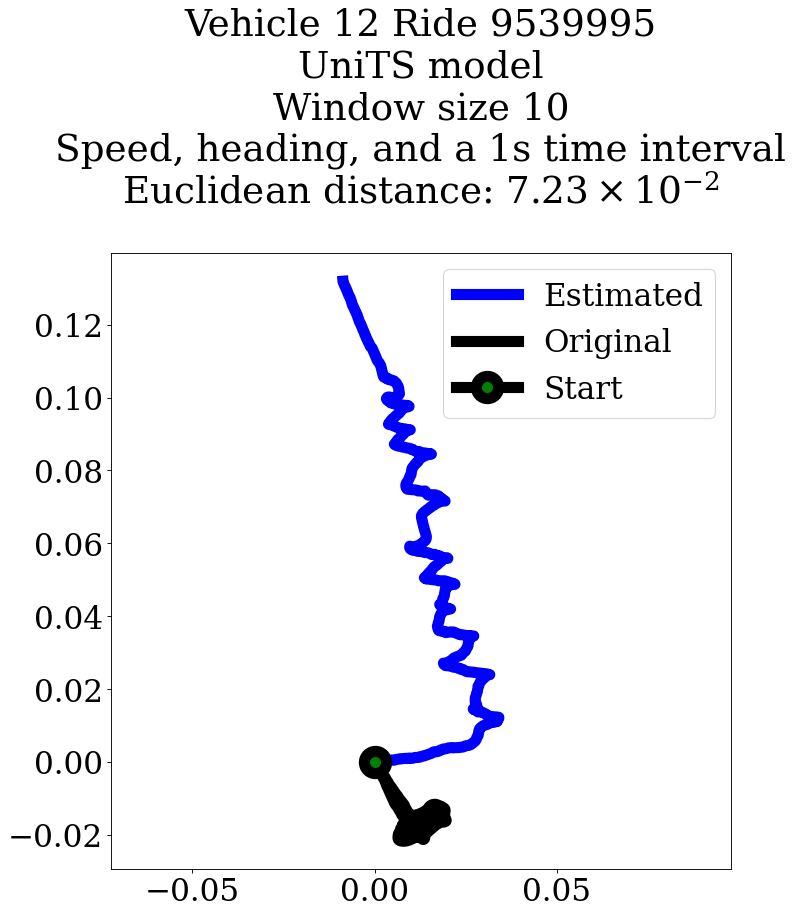 Vehicle 12 Ride 9539995
UniTS model
Window size 10
Speed, heading, and a 1s time interval
Euclidean distance: 7.23 × 10⁻²
Estimated
Original
Start
0.12
0.10
0.08
0.06
0.04
0.02
0.00
−0.02
−0.05 0.00 0.05